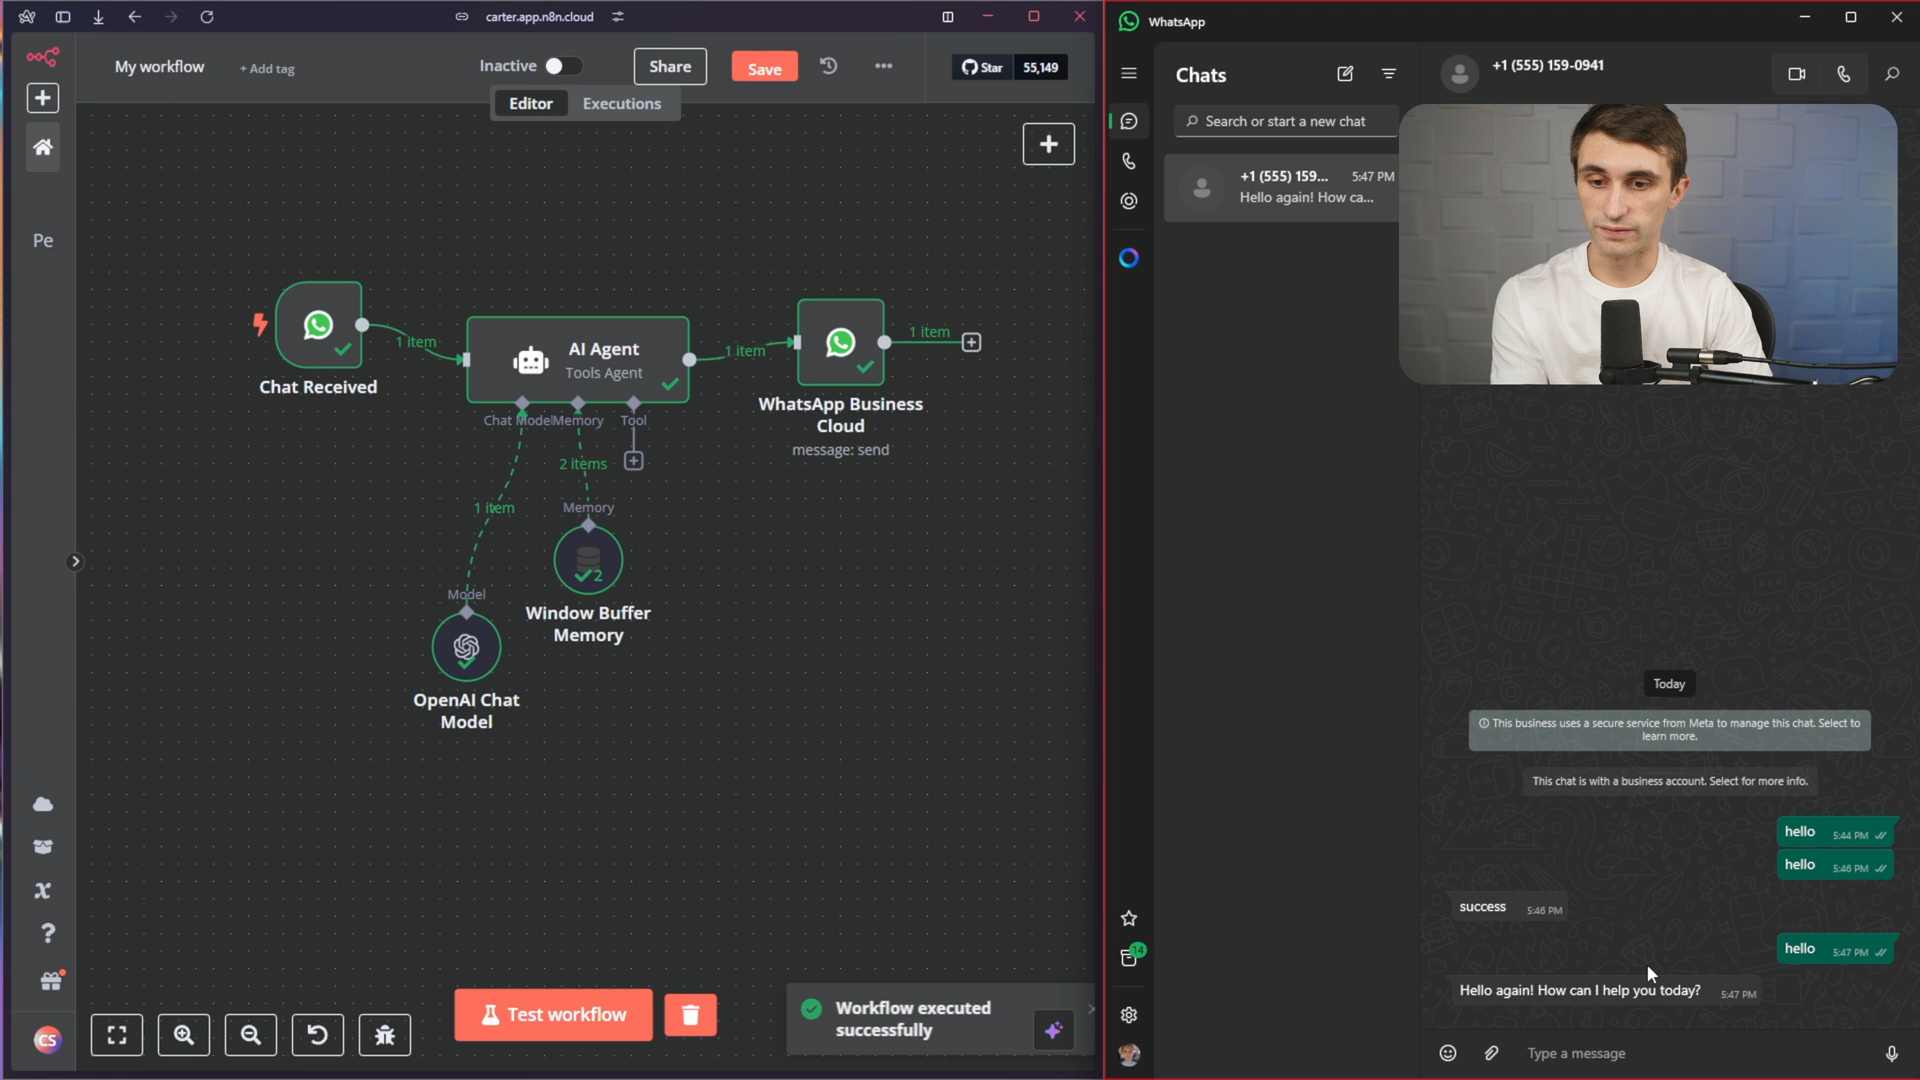 carter.app.n8n.cloud
My workflow
+ Add tag
Inactive
Share
Save
Star
55,149
Editor
Executions
Pe
1 item
Chat Received
AI Agent
Tools Agent
Chat Model
Memory
Tool
1 item
1 item
WhatsApp Business
Cloud
message: send
2 items
Memory
1 item
2
Window Buffer
Memory
Model
OpenAI Chat
Model
CS
Test workflow
Workflow executed
successfully
WhatsApp
Chats
Search or start a new chat
+1 (555) 159...
5:47 PM
Hello again! How ca...
14
+1 (555) 159-0941
Today
This business uses a secure service from Meta to manage this chat. Select to
learn more.
This chat is with a business account. Select for more info.
hello 5:44 PM
hello 5:46 PM
success 5:46 PM
hello 5:47 PM
Hello again! How can I help you today? 5:47 PM
Type a message